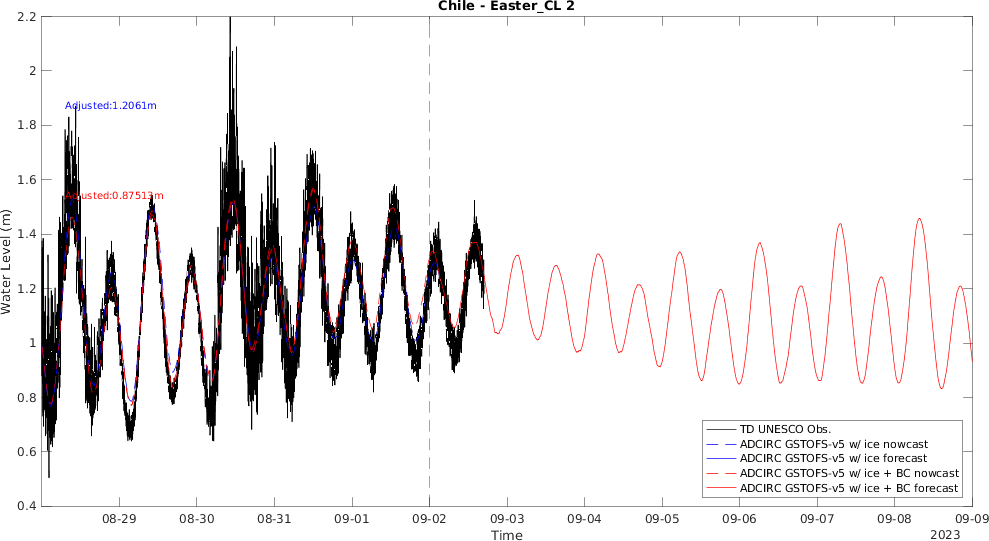 Chile - Easter_CL 2
2.2
2
1.8
1.6
1.4
1.2
1
0.8
0.6
0.4
Water Level (m)
Adjusted:1.2061m
Adjusted:0.87513m
TD UNESCO Obs.
ADCIRC GSTOFS-v5 w/ ice nowcast
ADCIRC GSTOFS-v5 w/ ice forecast
ADCIRC GSTOFS-v5 w/ ice + BC nowcast
ADCIRC GSTOFS-v5 w/ ice + BC forecast
08-29 08-30 08-31 09-01 09-02 09-03 09-04 09-05 09-06 09-07 09-08 09-09
Time
2023